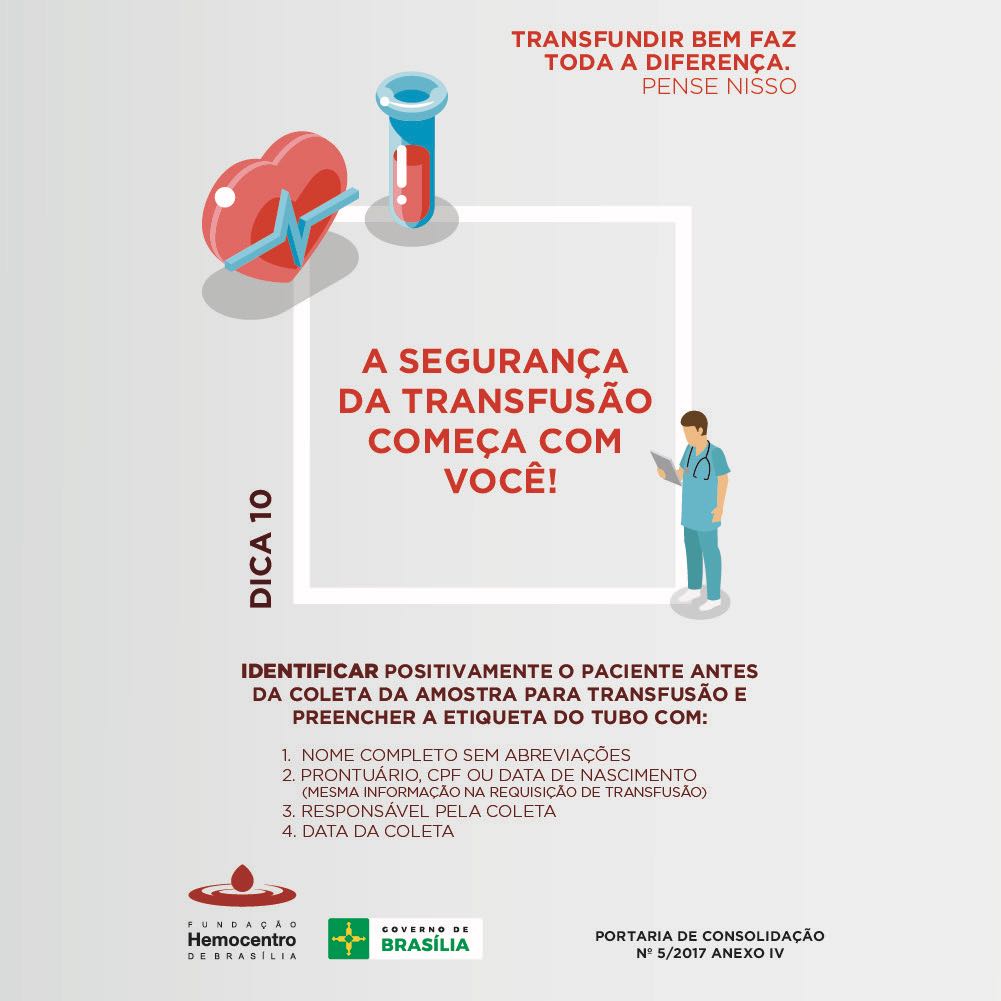 TRANSFUNDIR BEM FAZ
TODA A DIFERENÇA.
PENSE NISSO
A SEGURANÇA
DA TRANSFUSÃO
COMEÇA COM
VOCÊ!
DICA 10
IDENTIFICAR POSITIVAMENTE O PACIENTE ANTES
DA COLETA DA AMOSTRA PARA TRANSFUSÃO E
PREENCHER A ETIQUETA DO TUBO COM:
1. NOME COMPLETO SEM ABREVIAÇÕES
2. PRONTUÁRIO, CPF OU DATA DE NASCIMENTO
(MESMA INFORMAÇÃO NA REQUISIÇÃO DE TRANSFUSÃO)
3. RESPONSÁVEL PELA COLETA
4. DATA DA COLETA
FUNDAÇÃO
Hemocentro
DE BRASÍLIA
GOVERNO DE
BRASÍLIA
PORTARIA DE CONSOLIDAÇÃO
Nº 5/2017 ANEXO IV